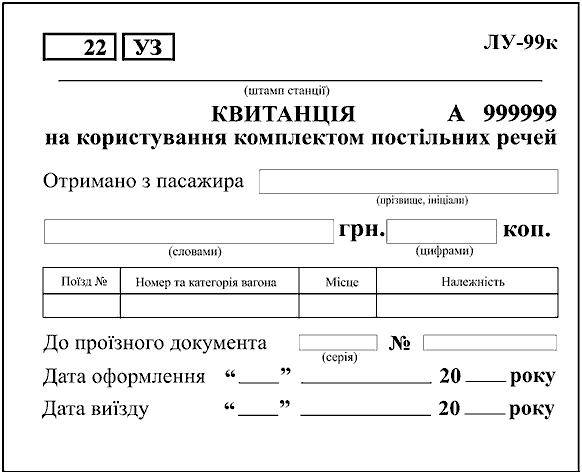 22 УЗ ЛУ-99к
(штамп станції)
КВИТАНЦІЯ А 999999
на користування комплектом постільних речей
Отримано з пасажира
(прізвище, ініціали)
грн. коп.
(словами) (цифрами)
Поїзд № Номер та категорія вагона Місце Належність
До проїзного документа №
(серія)
Дата оформлення “___” ____________ 20 ____ року
Дата виїзду “___” ____________ 20 ____ року